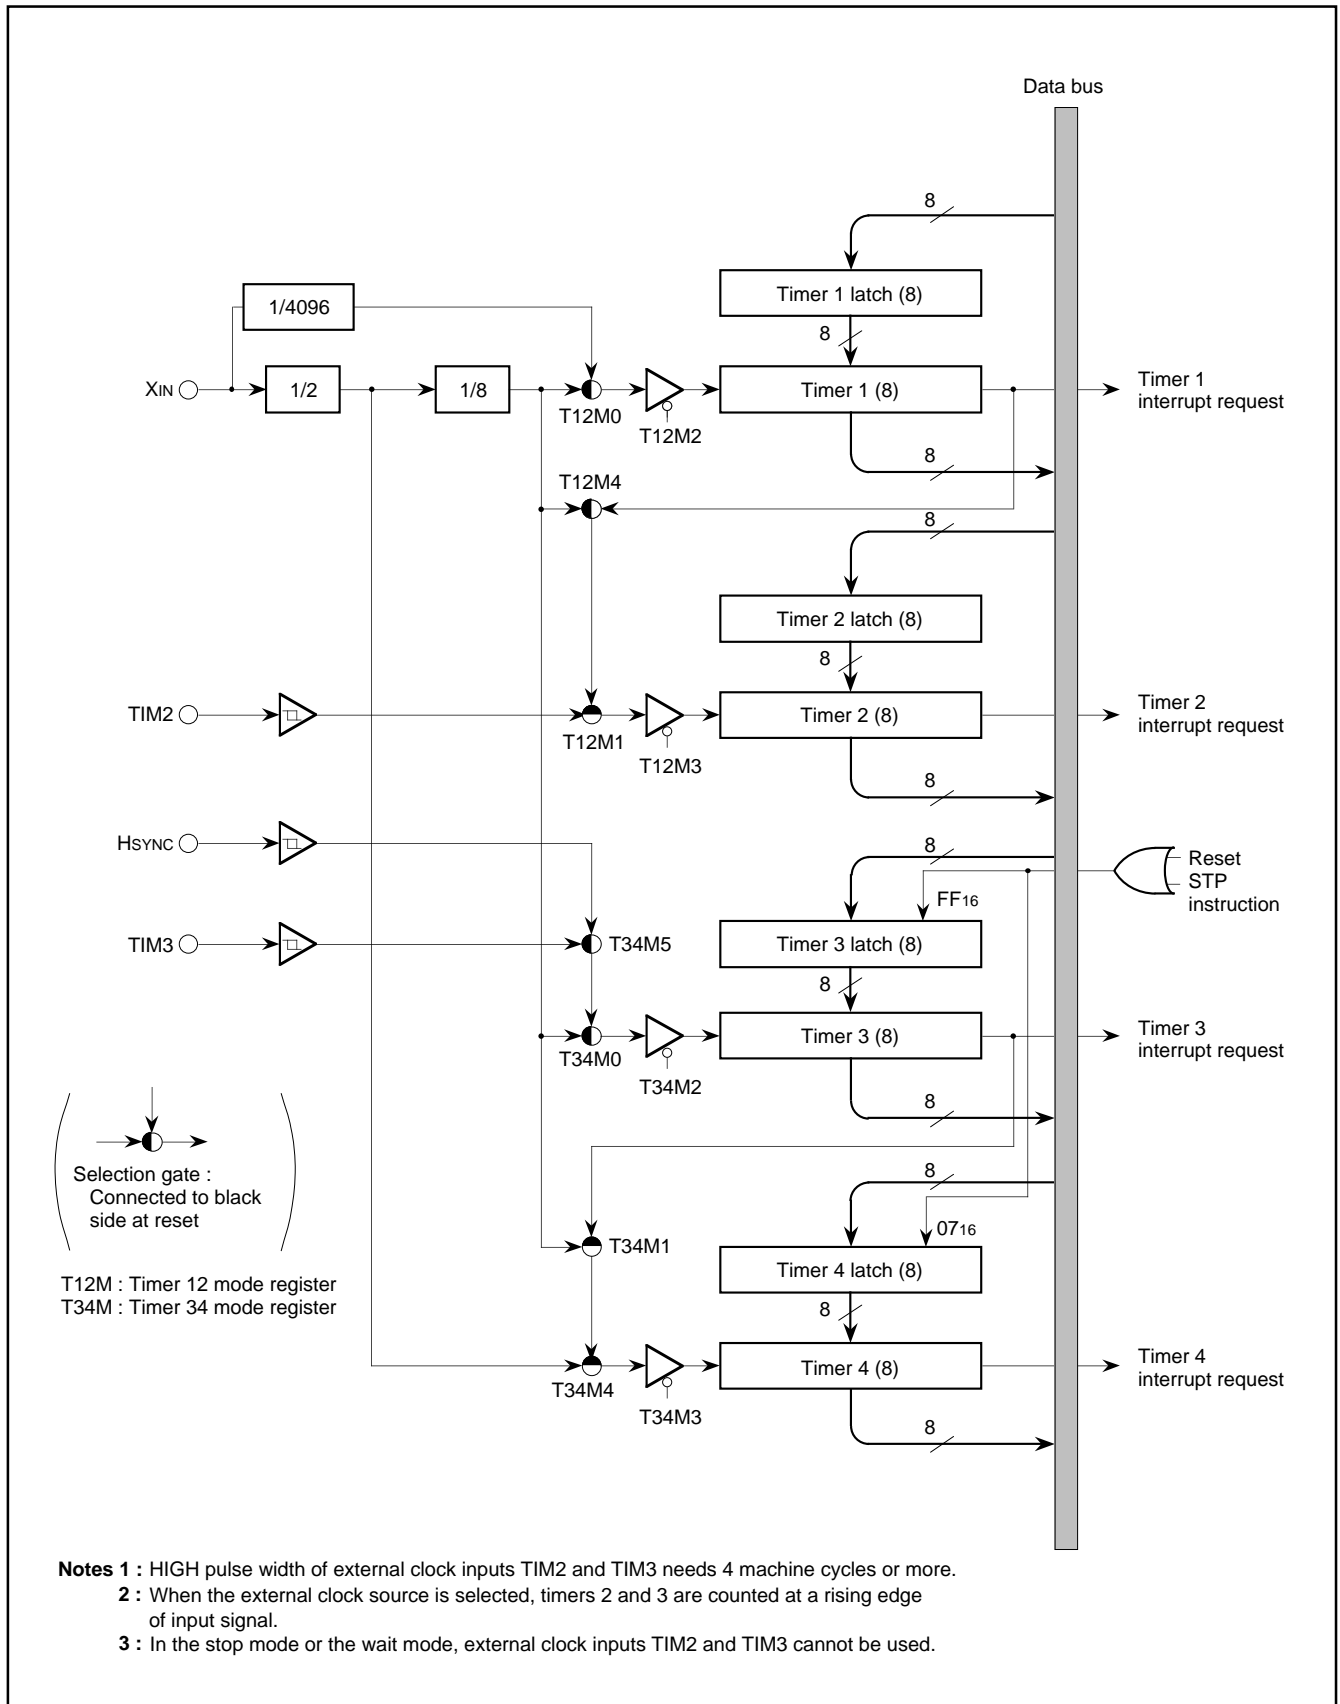 Data bus
8
Timer 1 latch (8)
1/4096
8
XIN
1/2
1/8
T12M0
T12M2
Timer 1 (8)
Timer 1
interrupt request
8
T12M4
8
Timer 2 latch (8)
8
TIM2
T12M1
T12M3
Timer 2 (8)
Timer 2
interrupt request
8
HSYNC
8
Reset
STP
instruction
FF16
TIM3
T34M5
Timer 3 latch (8)
8
T34M0
T34M2
Timer 3 (8)
Timer 3
interrupt request
8
Selection gate :
Connected to black
side at reset
8
0716
T34M1
Timer 4 latch (8)
T12M : Timer 12 mode register
T34M : Timer 34 mode register
8
T34M4
T34M3
Timer 4 (8)
Timer 4
interrupt request
8
Notes 1 : HIGH pulse width of external clock inputs TIM2 and TIM3 needs 4 machine cycles or more.
2 : When the external clock source is selected, timers 2 and 3 are counted at a rising edge
of input signal.
3 : In the stop mode or the wait mode, external clock inputs TIM2 and TIM3 cannot be used.